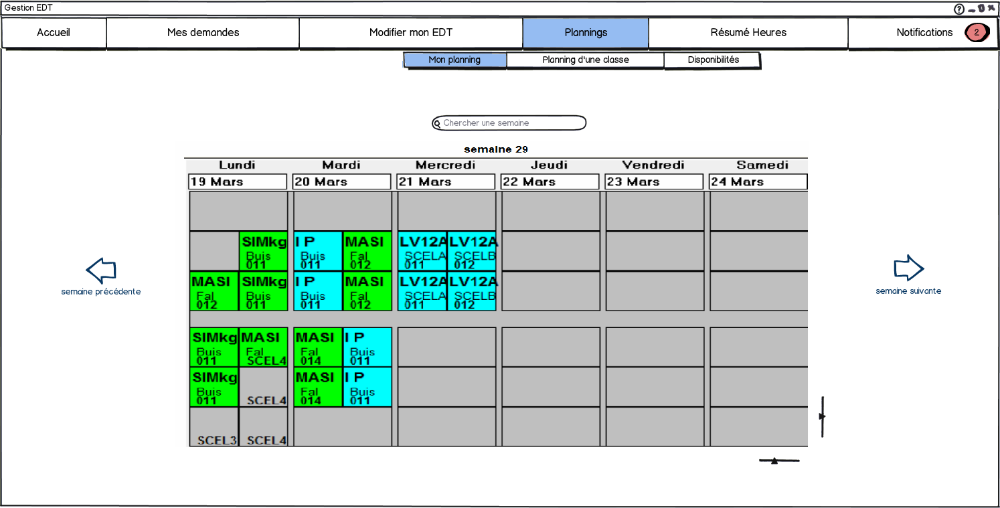 Gestion EDT
?
Accueil Mes demandes Modifier mon EDT Plannings Résumé Heures Notifications 2
Mon planning Planning d'une classe Disponibilités
Chercher une semaine
semaine 29
Lundi Mardi Mercredi Jeudi Vendredi Samedi
19 Mars 20 Mars 21 Mars 22 Mars 23 Mars 24 Mars
SIMkg I P MASI LV12A LV12A
Buis Buis Fal SCELA SCELB
011 011 012 011 012
MASI SIMkg I P MASI LV12A LV12A
Fal Buis Buis Fal SCELA SCELB
012 011 011 012 011 012
semaine précédente semaine suivante
SIMkg MASI MASI I P
Buis Fal Fal Buis
011 SCEL4 014 011
SIMkg MASI I P
Buis Fal Buis
011 SCEL4 014 011
SCEL3 SCEL4